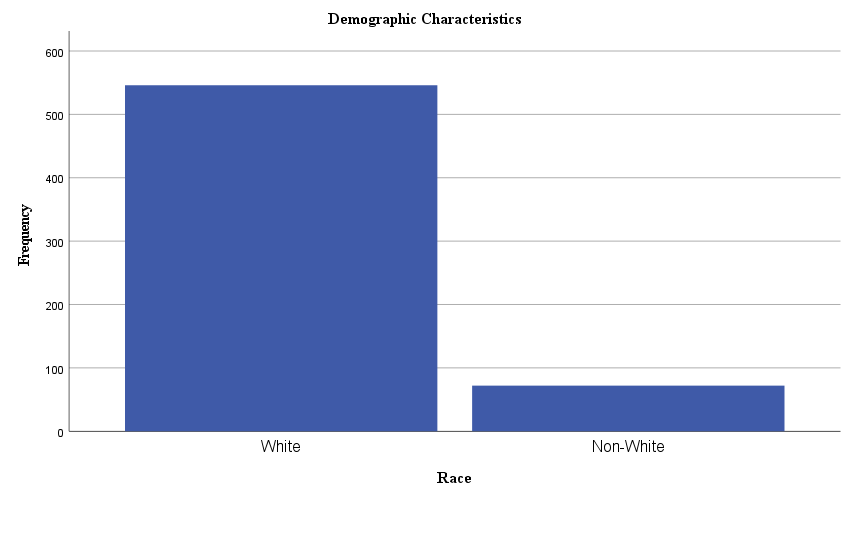 Demographic Characteristics
600
500
400
300
200
100
0
Frequency
White
Non-White
Race